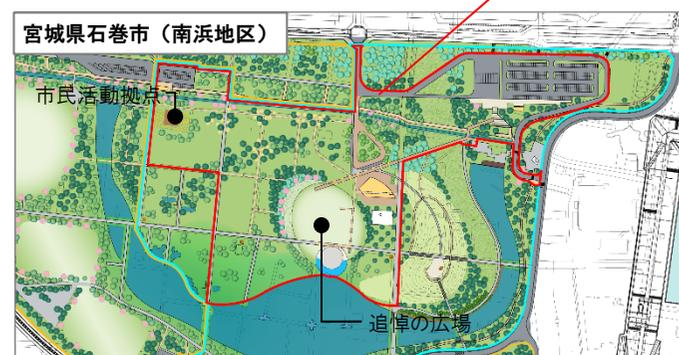 宮城県石巻市（南浜地区）
市民活動拠点
追悼の広場